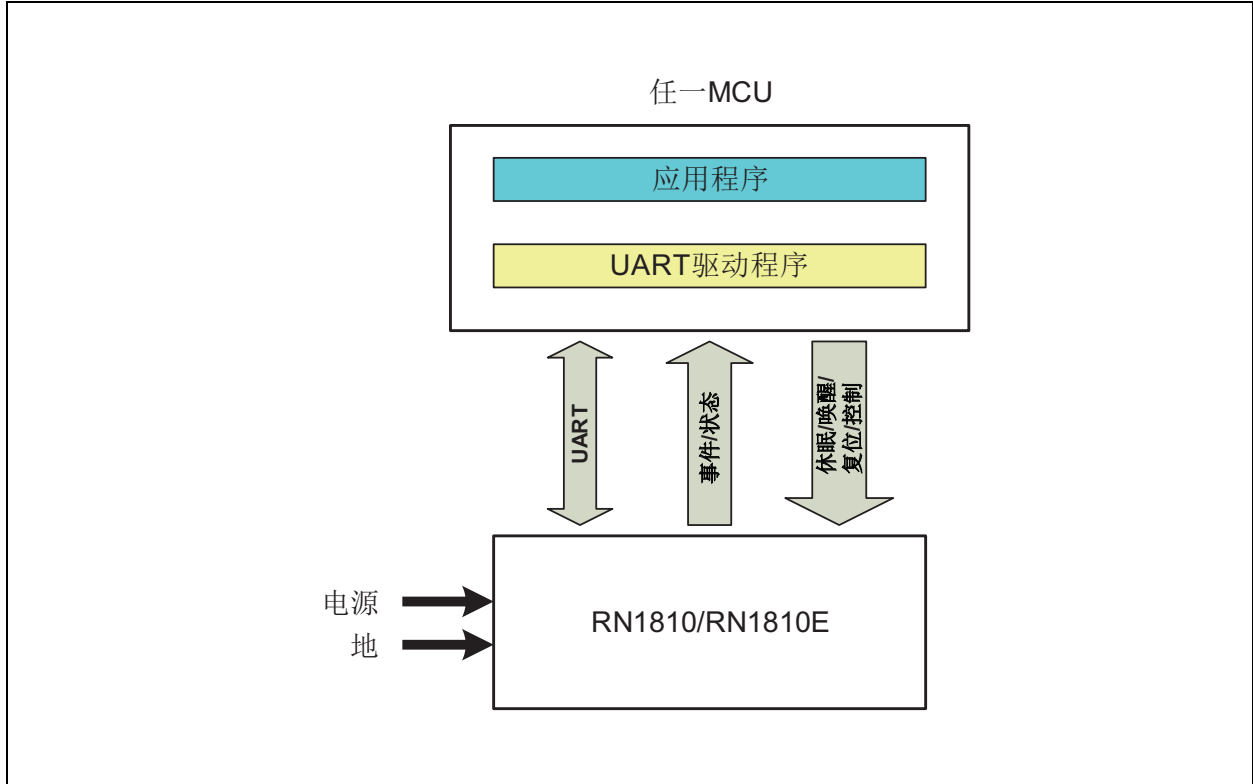 任一MCU
应用程序
UART驱动程序
UART
事件/状态
休眠/唤醒/
复位/控制
电源
地
RN1810/RN1810E